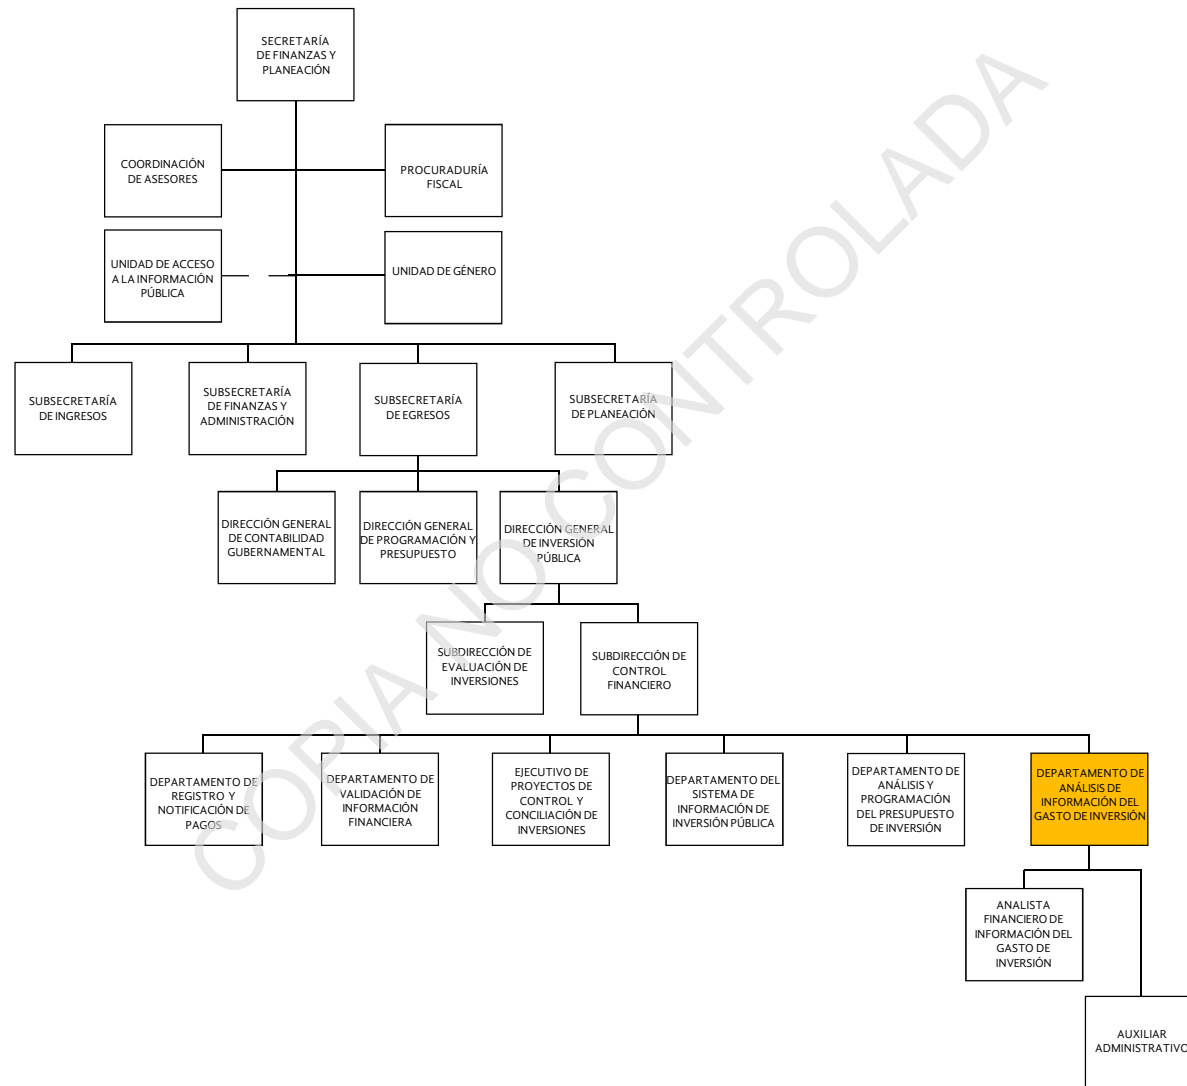 SECRETARÍA
DE FINANZAS Y
PLANEACIÓN
COORDINACIÓN
DE ASESORES
PROCURADURÍA
FISCAL
UNIDAD DE ACCESO
A LA INFORMACIÓN
PÚBLICA
UNIDAD DE GÉNERO
SUBSECRETARÍA
DE INGRESOS
SUBSECRETARÍA
DE FINANZAS Y
ADMINISTRACIÓN
SUBSECRETARÍA
DE EGRESOS
SUBSECRETARÍA
DE PLANEACIÓN
DIRECCIÓN GENERAL
DE CONTABILIDAD
GUBERNAMENTAL
DIRECCIÓN GENERAL
DE PROGRAMACIÓN Y
PRESUPUESTO
DIRECCIÓN GENERAL
DE INVERSIÓN
PÚBLICA
SUBDIRECCIÓN DE
EVALUACIÓN DE
INVERSIONES
SUBDIRECCIÓN DE
CONTROL
FINANCIERO
DEPARTAMENTO DE
REGISTRO Y
NOTIFICACIÓN DE
PAGOS
DEPARTAMENTO DE
VALIDACIÓN DE
INFORMACIÓN
FINANCIERA
EJECUTIVO DE
PROYECTOS DE
CONTROL Y
CONCILIACIÓN DE
INVERSIONES
DEPARTAMENTO DEL
SISTEMA DE
INFORMACIÓN DE
INVERSIÓN PÚBLICA
DEPARTAMENTO DE
ANÁLISIS Y
PROGRAMACIÓN
DEL PRESUPUESTO
DE INVERSIÓN
DEPARTAMENTO DE
ANÁLISIS DE
INFORMACIÓN DEL
GASTO DE INVERSIÓN
ANALISTA
FINANCIERO DE
INFORMACIÓN DEL
GASTO DE
INVERSIÓN
AUXILIAR
ADMINISTRATIVO
COPIA NO CONTROLADA